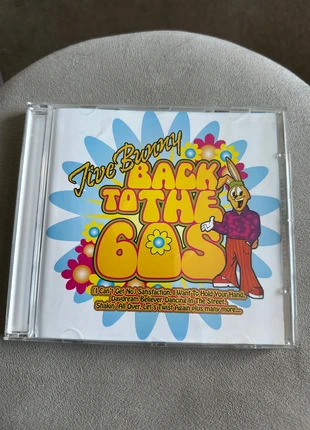 Jive Bunny
BACK
TO THE
60S
(I Can't Get No) Satisfaction, I Want To Hold Your Hand,
Daydream Believer, Dancing In The Street,
Shakin' All Over, Let's Twist Again plus many more...